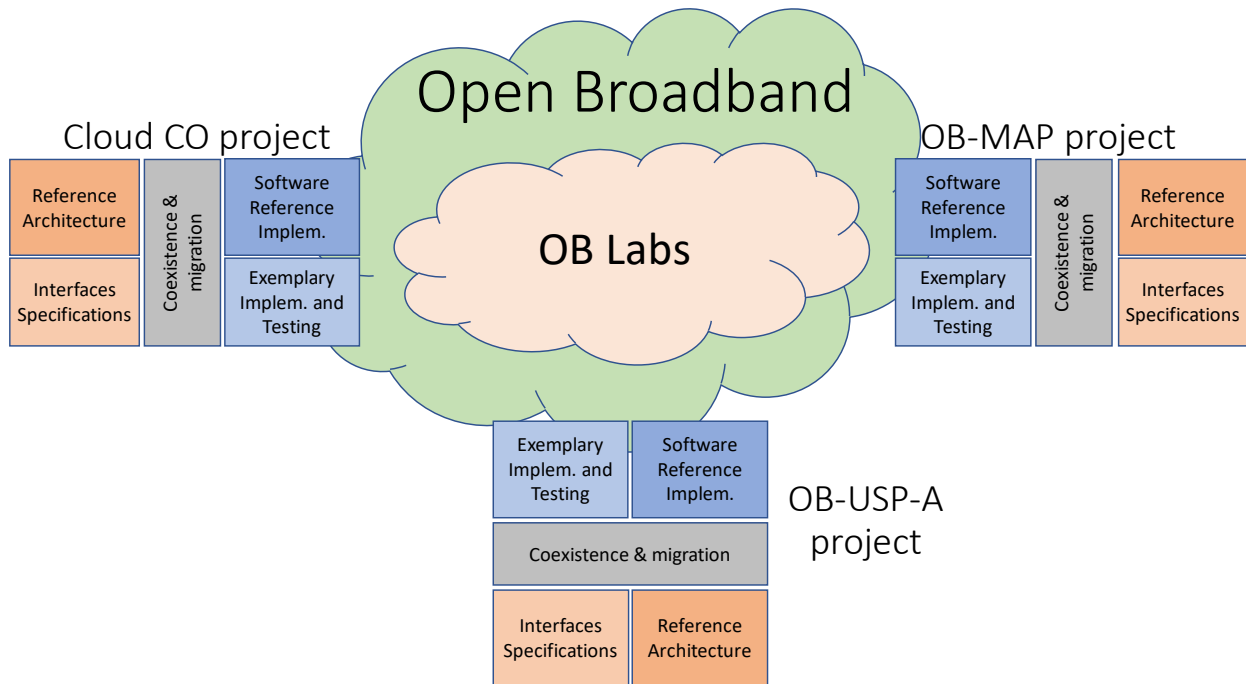 Open Broadband
Cloud CO project
OB-MAP project
Reference
Architecture
Coexistence &
migration
Software
Reference
Implem.
Interfaces
Specifications
Exemplary
Implem. and
Testing
OB Labs
Software
Reference
Implem.
Coexistence &
migration
Reference
Architecture
Exemplary
Implem. and
Testing
Interfaces
Specifications
Exemplary
Implem. and
Testing
Software
Reference
Implem.
OB-USP-A
project
Coexistence & migration
Interfaces
Specifications
Reference
Architecture